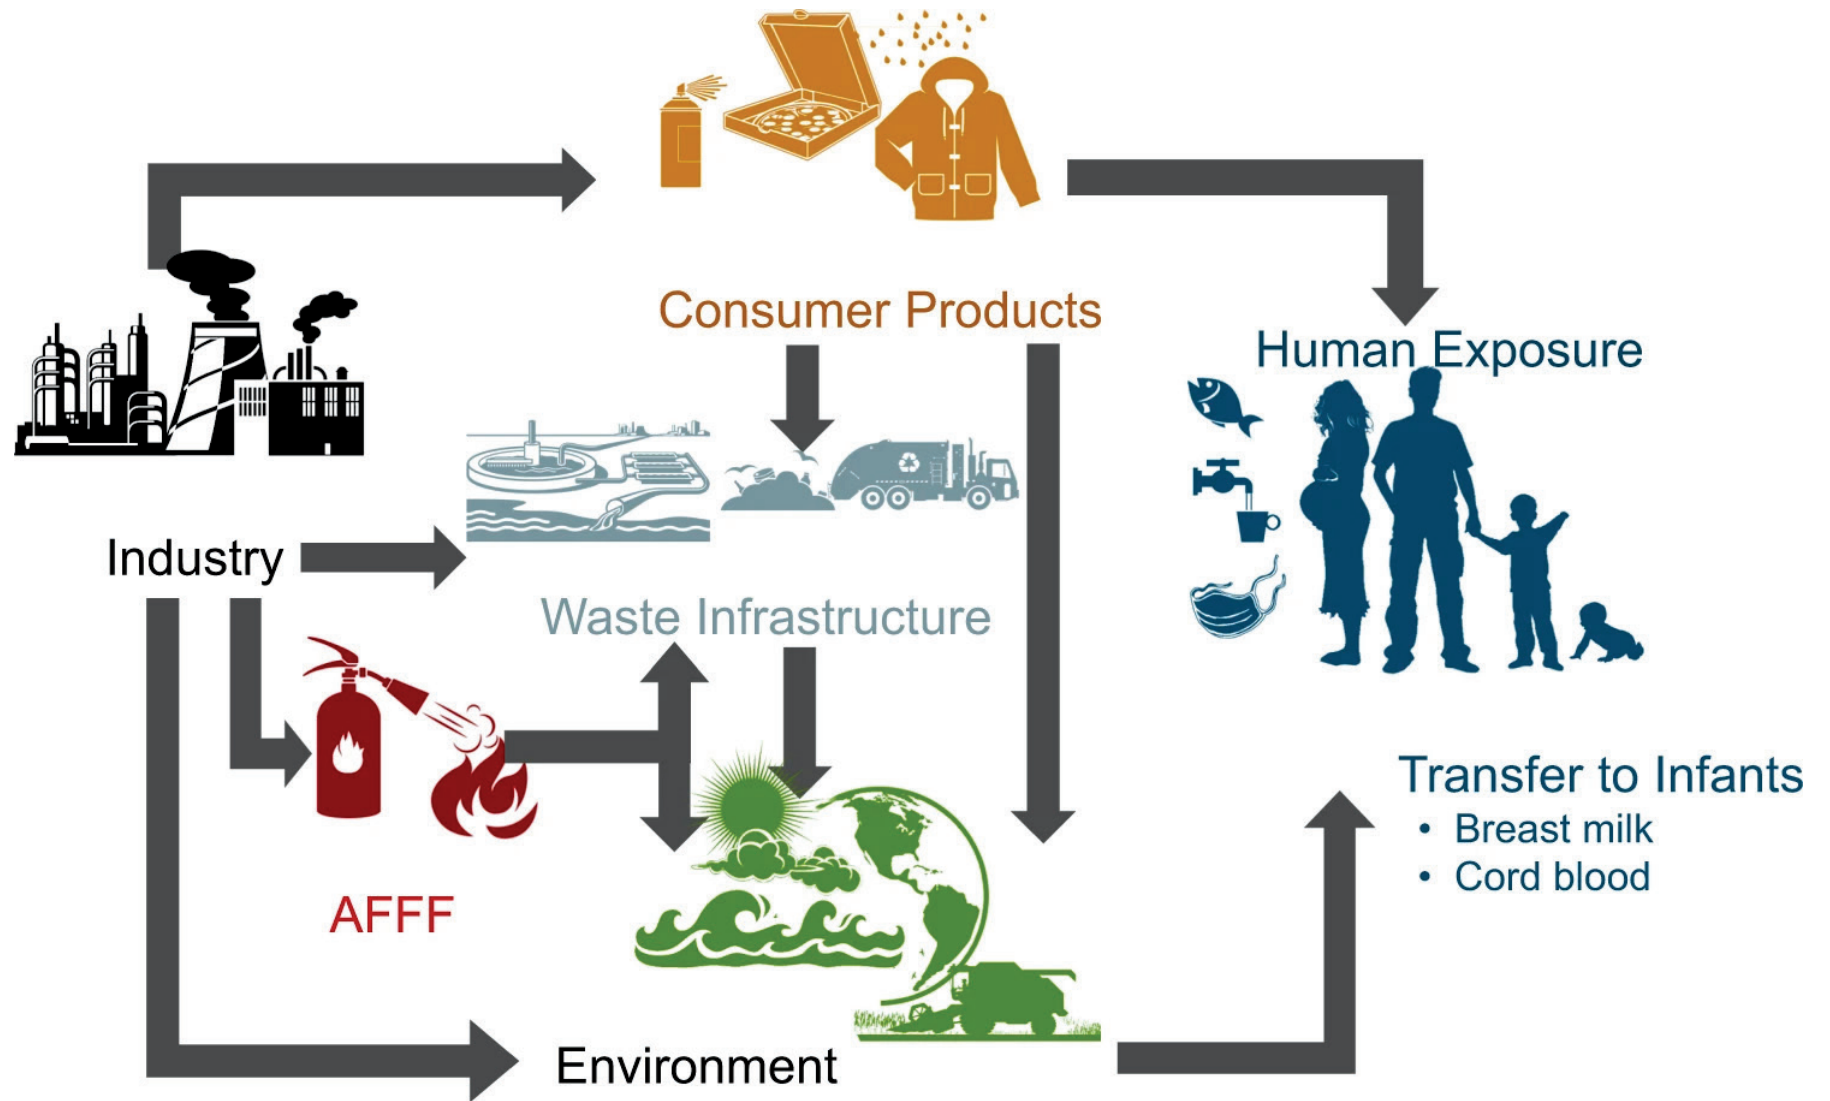 Consumer Products
Human Exposure
Industry
Waste Infrastructure
Transfer to Infants
• Breast milk
• Cord blood
AFFF
Environment